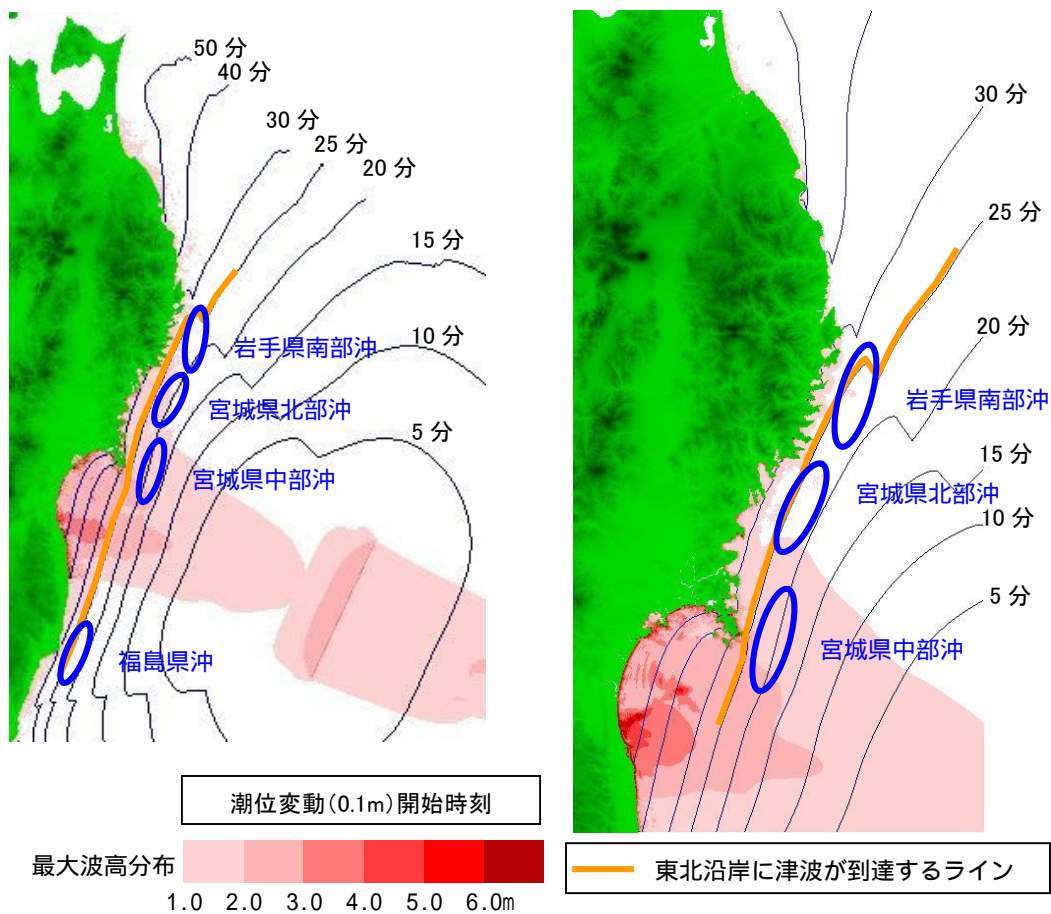 50 分
40 分
30 分
25 分
20 分
15 分
10 分
5 分
岩手県南部沖
宮城県北部沖
宮城県中部沖
福島県沖
30 分
25 分
20 分
15 分
10 分
5 分
岩手県南部沖
宮城県北部沖
宮城県中部沖
潮位変動(0.1m)開始時刻
最大波高分布
1.0 2.0 3.0 4.0 5.0 6.0m
東北沿岸に津波が到達するライン